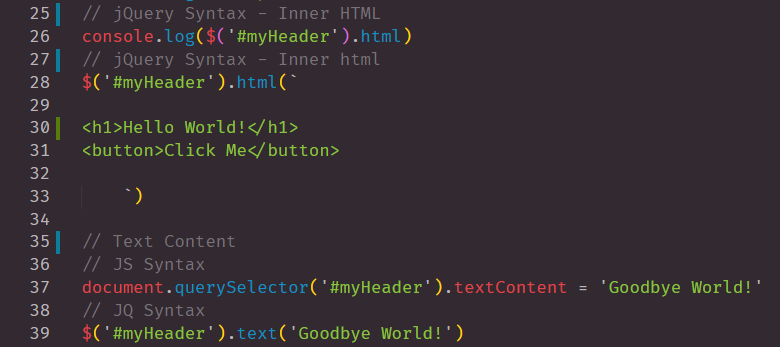 25 // jQuery Syntax - Inner HTML
26 console.log($('#myHeader').html)
27 // jQuery Syntax - Inner html
28 $('#myHeader').html(`
29
30 <h1>Hello World!</h1>
31 <button>Click Me</button>
32
33 `)
34
35 // Text Content
36 // JS Syntax
37 document.querySelector('#myHeader').textContent = 'Goodbye World!'
38 // JQ Syntax
39 $('#myHeader').text('Goodbye World!')